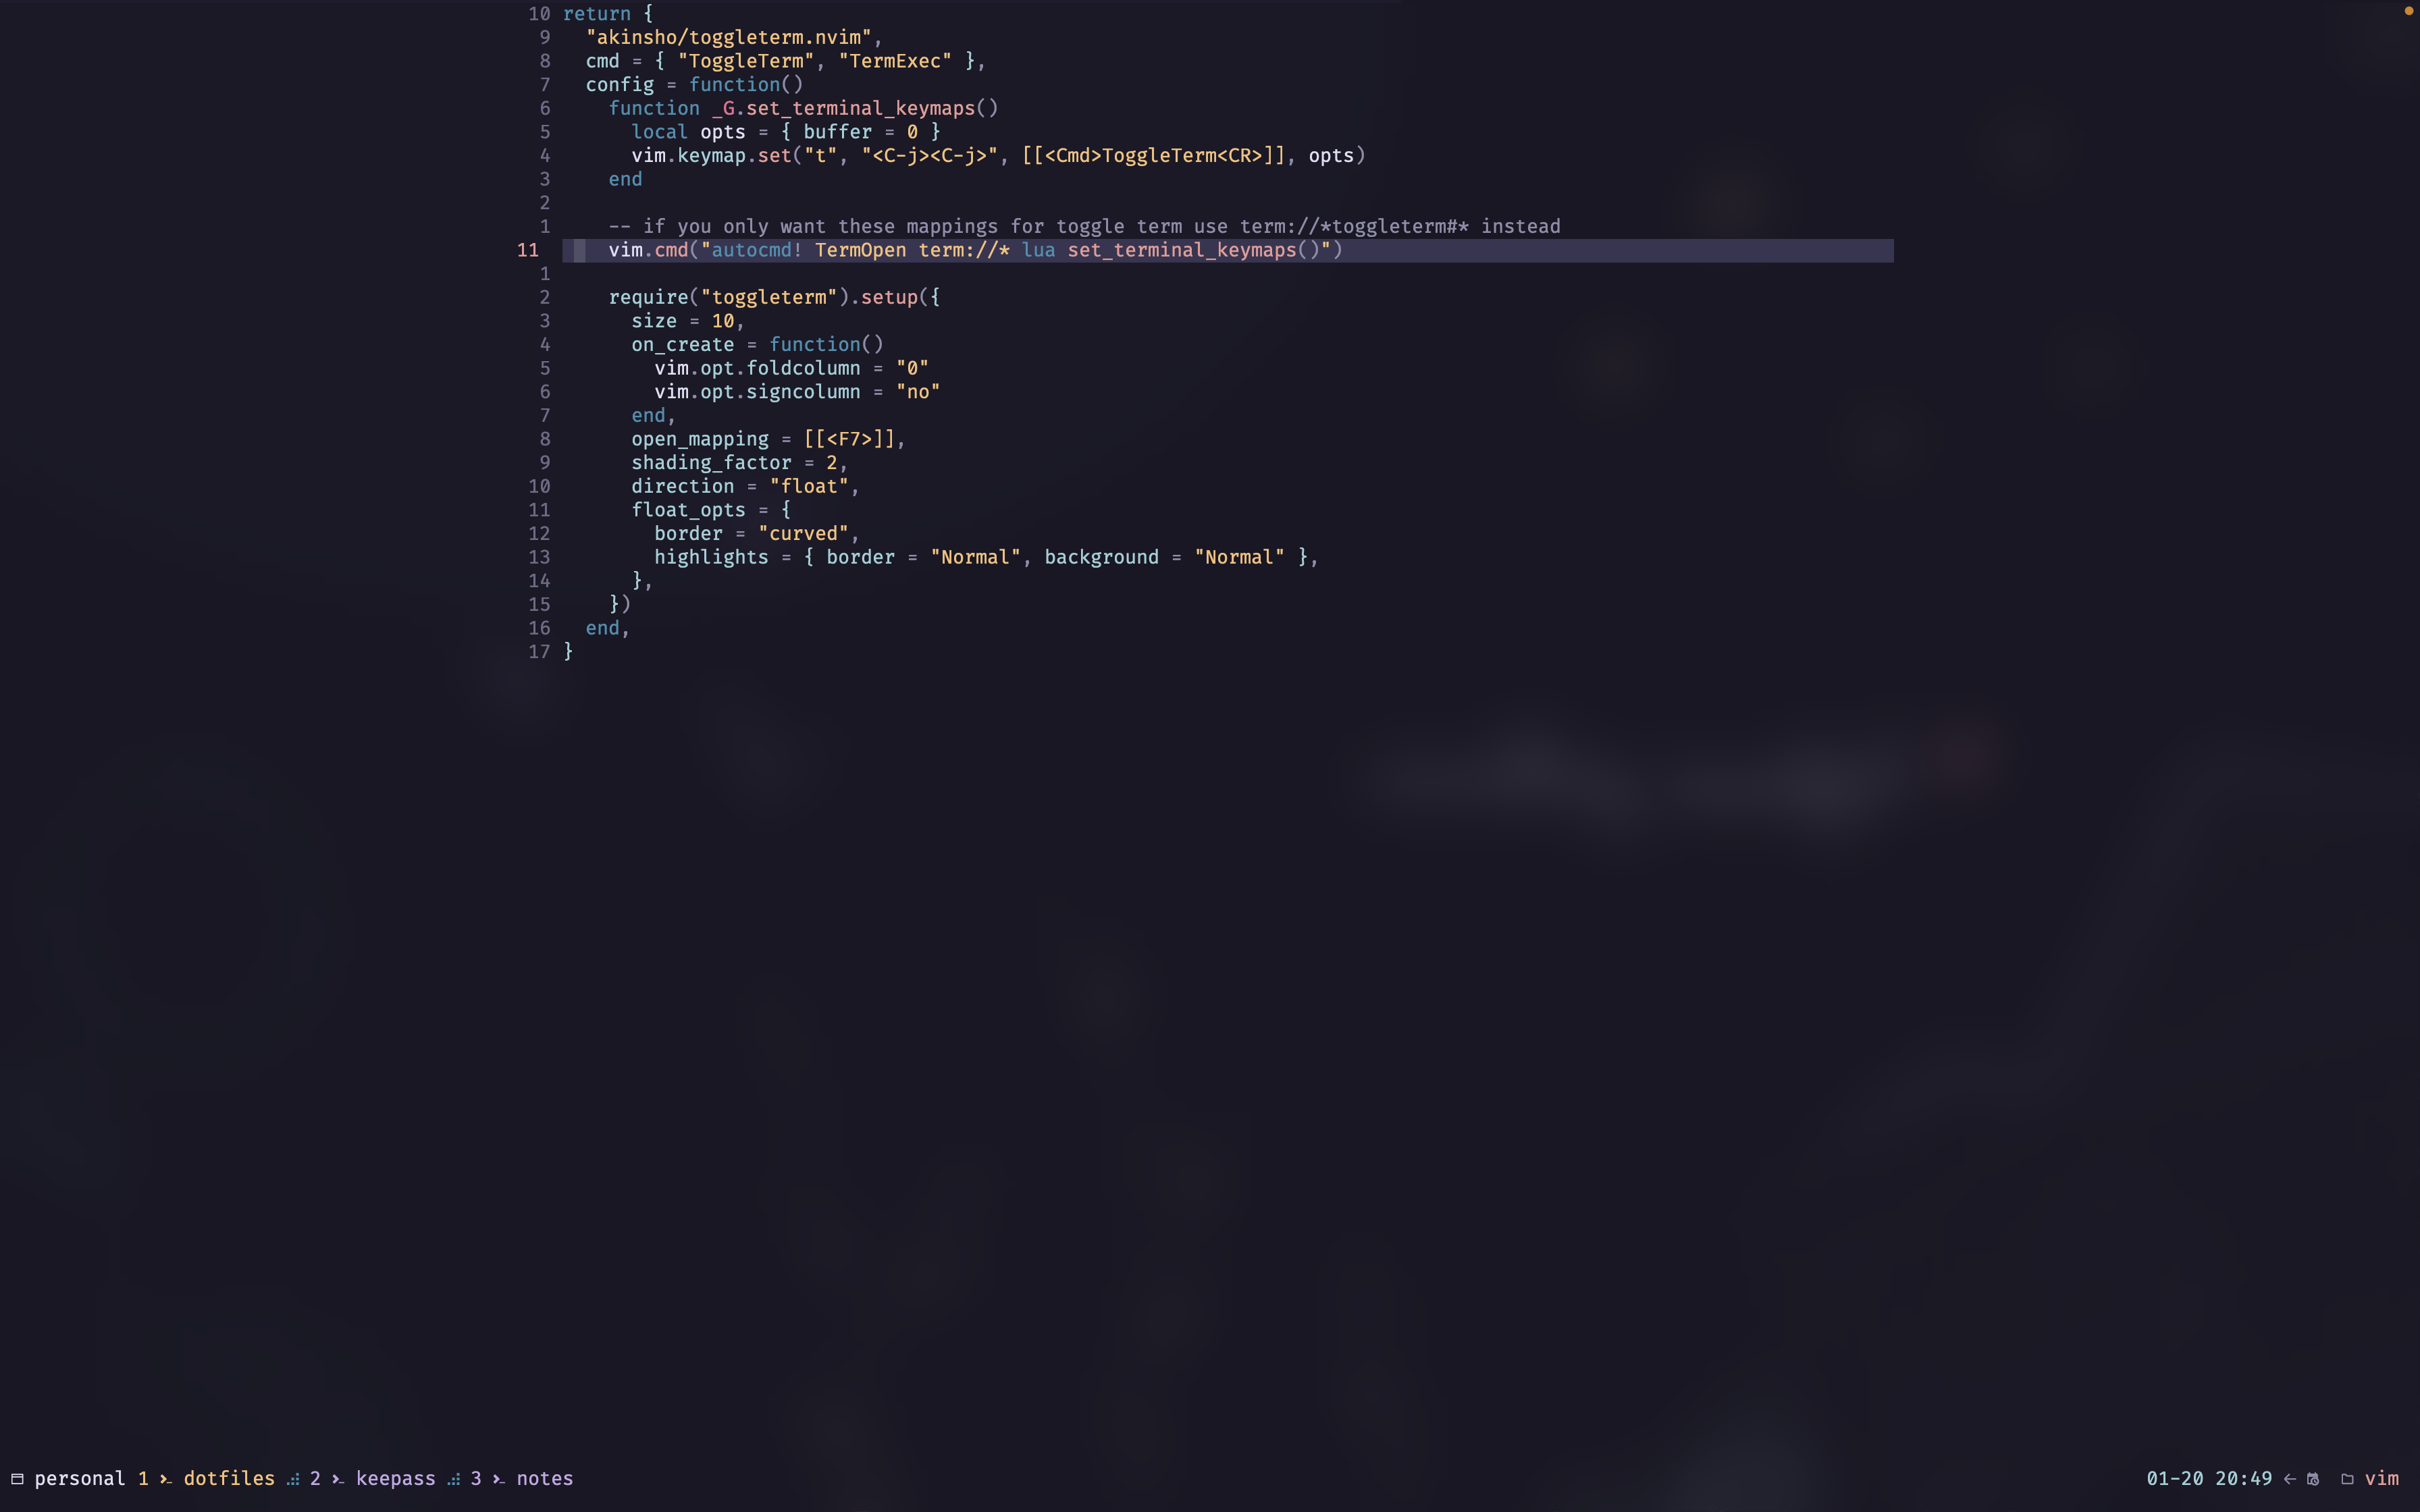 10 return {
9   "akinsho/toggleterm.nvim",
8   cmd = { "ToggleTerm", "TermExec" },
7   config = function()
6     function _G.set_terminal_keymaps()
5       local opts = { buffer = 0 }
4       vim.keymap.set("t", "<C-j><C-j>", [[<Cmd>ToggleTerm<CR>]], opts)
3     end
2
1     -- if you only want these mappings for toggle term use term://*toggleterm#* instead
11     vim.cmd("autocmd! TermOpen term://* lua set_terminal_keymaps()")
1
2     require("toggleterm").setup({
3       size = 10,
4       on_create = function()
5         vim.opt.foldcolumn = "0"
6         vim.opt.signcolumn = "no"
7       end,
8       open_mapping = [[<F7>]],
9       shading_factor = 2,
10       direction = "float",
11       float_opts = {
12         border = "curved",
13         highlights = { border = "Normal", background = "Normal" },
14       },
15     })
16   end,
17 }
personal 1 dotfiles 2 keepass 3 notes 01-20 20:49 ← vim